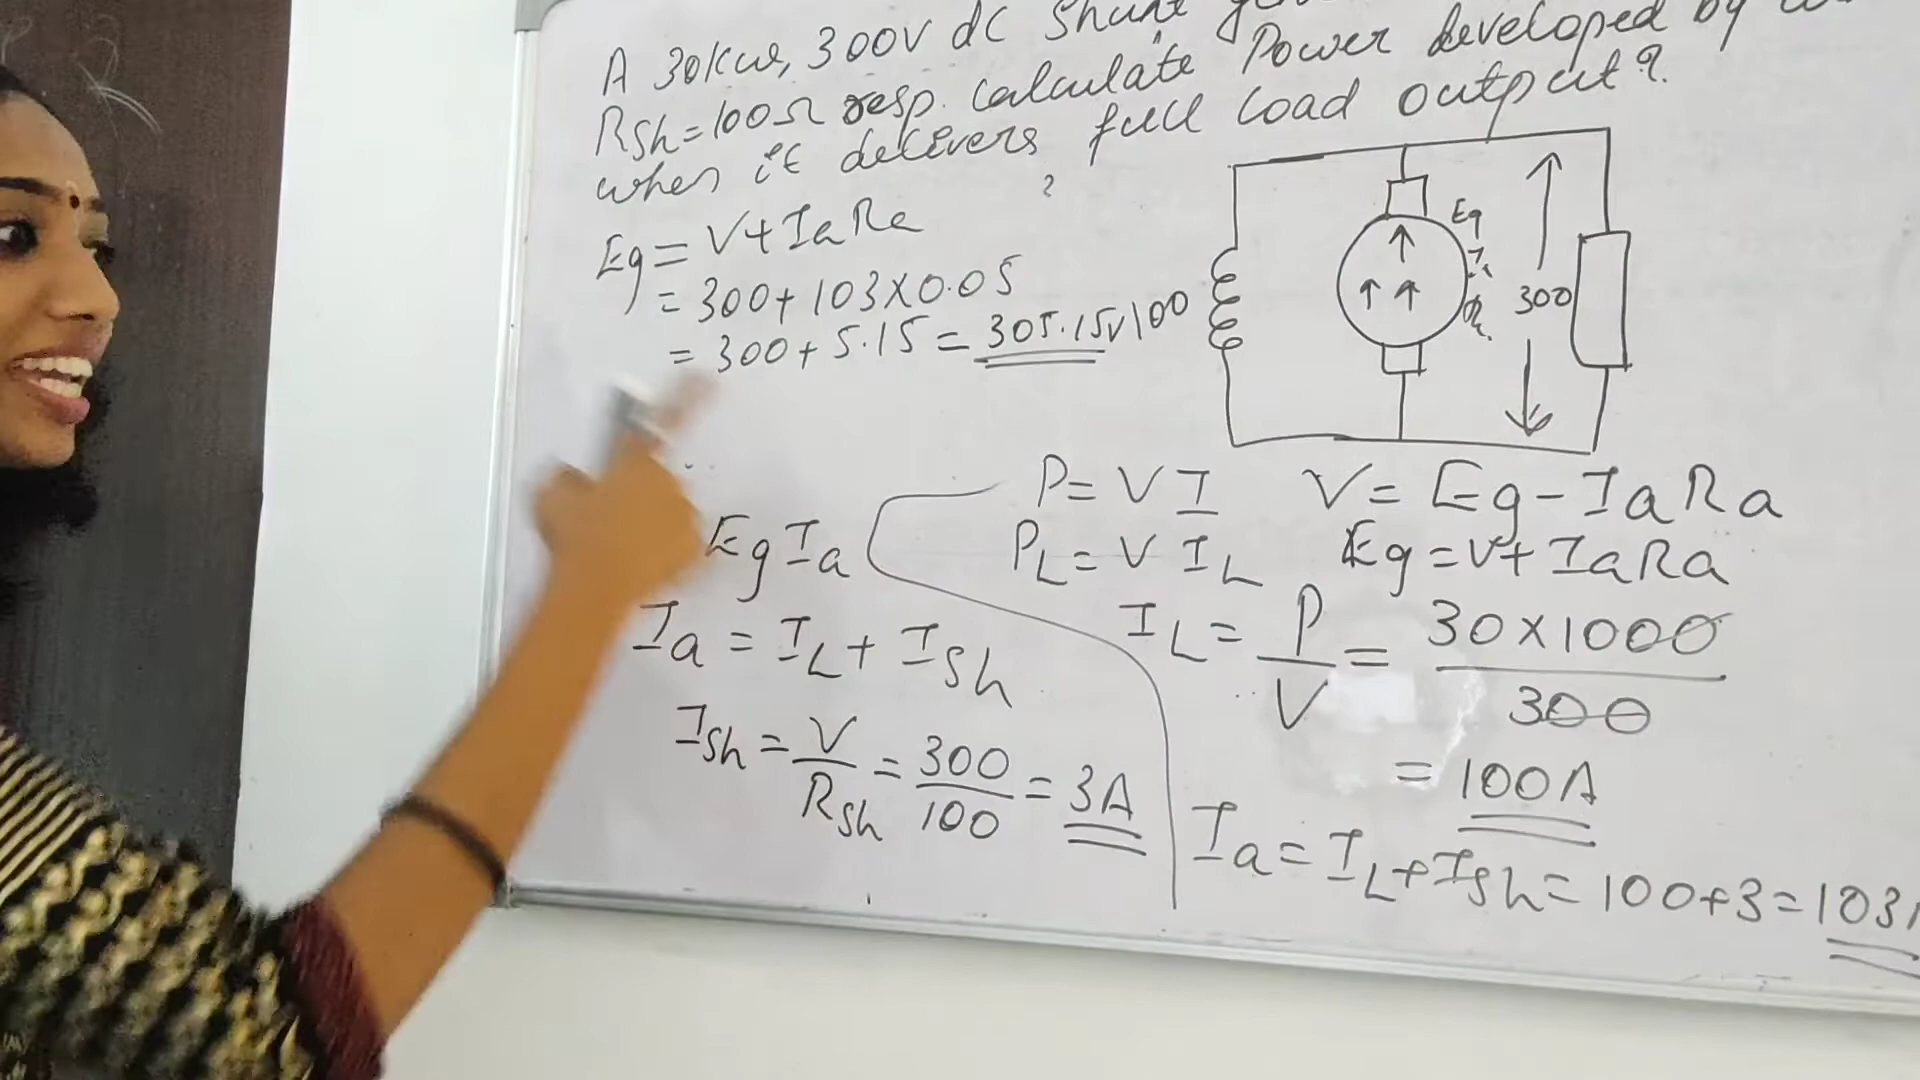 A 30kw, 300V dc Shunt
Rsh=100Ω resp. calculate Power developed by
when it delivers full load output?
Eg = V+IaRa
= 300+103×0.05
= 300+5.15 = 305.15V
100
Eg
300
EgIa
Ia = IL+ISh
ISh = V/RSh = 300/100 = 3A
P= VI
PL= VIL
V= Eg-IaRa
Eg=V+IaRa
IL= P/V = 30×1000/300
= 100A
Ia= IL+ISh= 100+3=103A